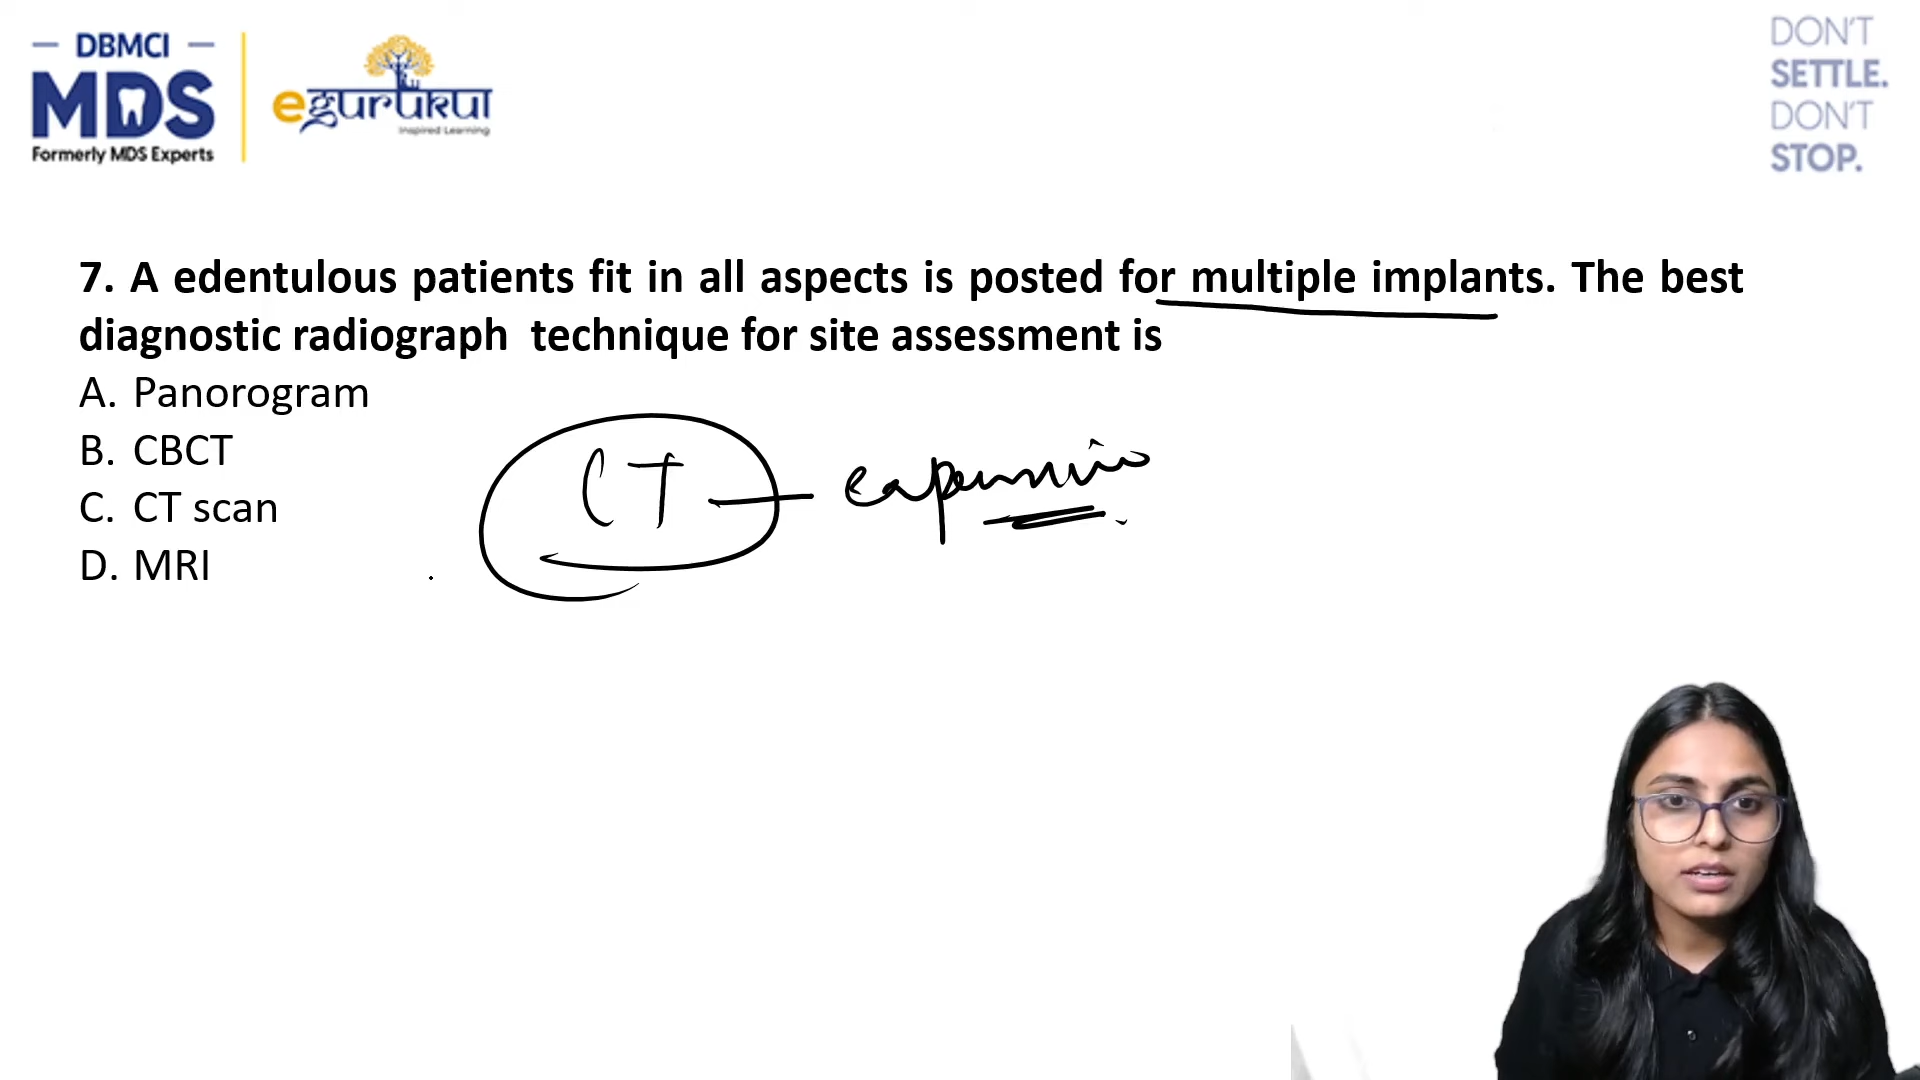 DBMCI
MDS
Formerly MDS Experts
egurukul
Inspired Learning
DON'T
SETTLE.
DON'T
STOP.
7. A edentulous patients fit in all aspects is posted for multiple implants. The best
diagnostic radiograph technique for site assessment is
A. Panorogram
B. CBCT
C. CT scan
D. MRI
CT